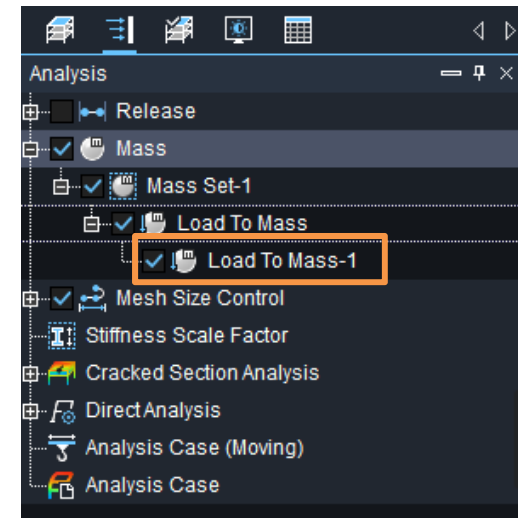 Analysis
Release
Mass
Mass Set-1
Load To Mass
Load To Mass-1
Mesh Size Control
Stiffness Scale Factor
Cracked Section Analysis
Direct Analysis
Analysis Case (Moving)
Analysis Case